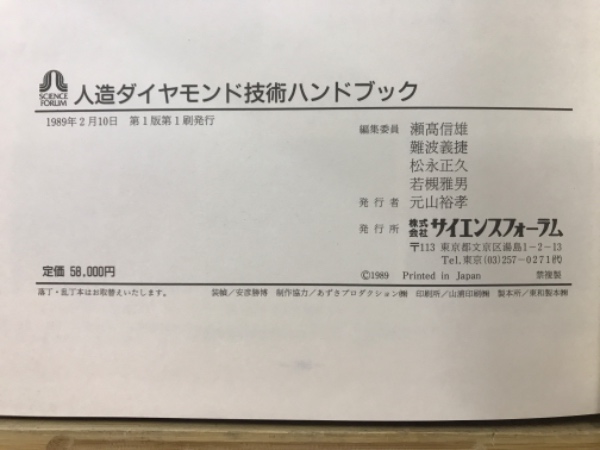 SCIENCE
FORUM
人造ダイヤモンド技術ハンドブック
1989年2月10日 第1版第1刷発行
編集委員 瀬高信雄
難波義捷
松永正久
若槻雅男
発行者 元山裕孝
発行所 株式会社 サイエンスフォーラム
〒113 東京都文京区湯島1-2-13
Tel. 東京 (03) 257-0271㈹
定価 58,000円
©1989 Printed in Japan 禁複製
落丁・乱丁本はお取替えいたします。 装幀/安彦勝博 制作協力/あずさプロダクション㈱ 印刷所/山浦印刷㈱ 製本所/東和製本㈱